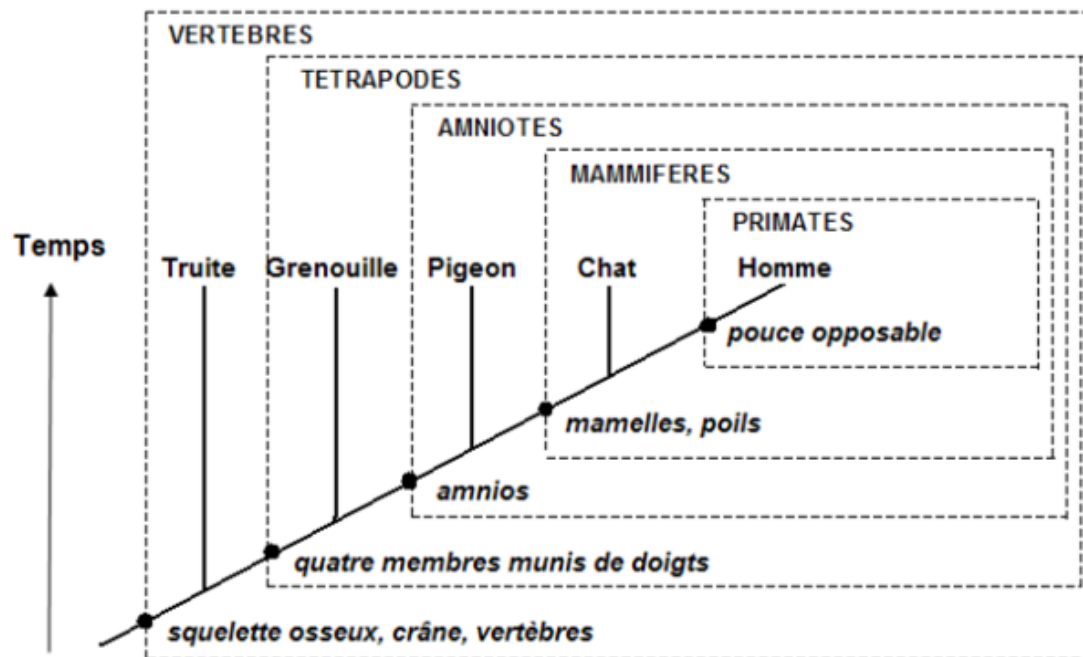 VERTEBRES
TETRAPODES
AMNIOTES
MAMMIFERES
PRIMATES
Temps
Truite
Grenouille
Pigeon
Chat
Homme
pouce opposable
mamelles, poils
amnios
quatre membres munis de doigts
squelette osseux, crâne, vertèbres